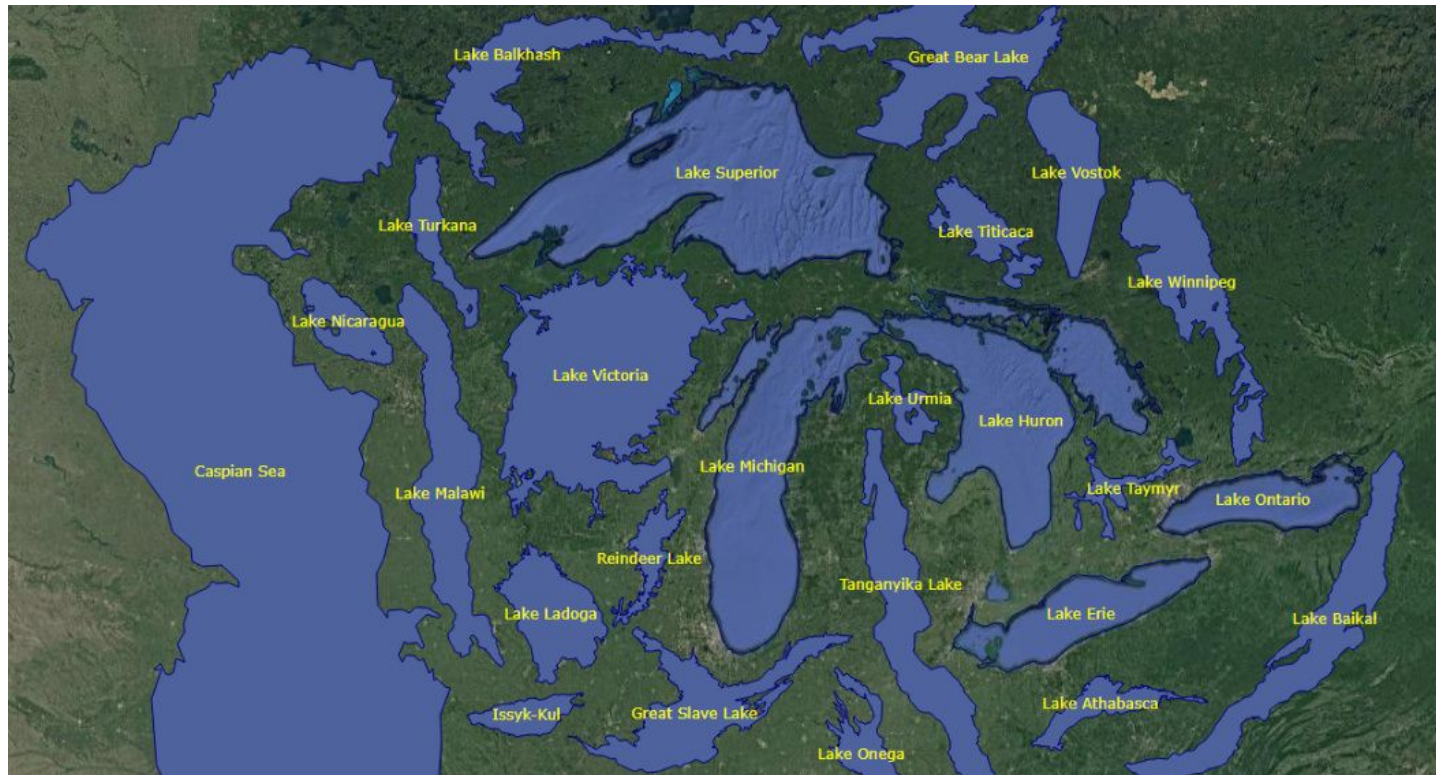 Lake Balkhash
Great Bear Lake
Lake Superior
Lake Vostok
Lake Turkana
Lake Titicaca
Lake Winnipeg
Lake Nicaragua
Lake Victoria
Lake Urmia
Lake Huron
Caspian Sea
Lake Michigan
Lake Malawi
Lake Taymyr
Lake Ontario
Reindeer Lake
Tanganyika Lake
Lake Ladoga
Lake Erie
Lake Baikal
Lake Athabasca
Issyk-Kul
Great Slave Lake
Lake Onega